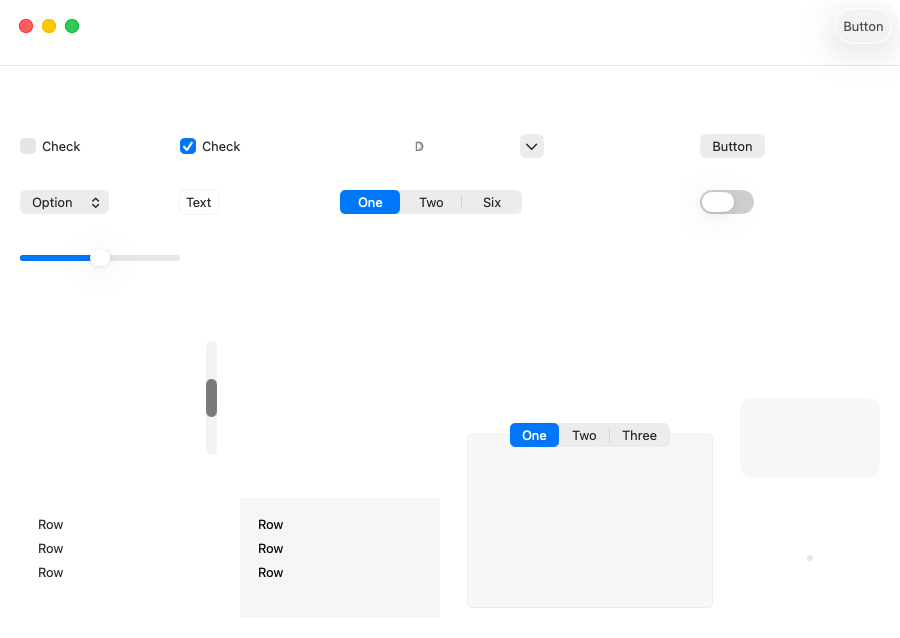 Button
Check
Check
Button
Option
Text
One
Two
Six
One
Two
Three
Row
Row
Row
Row
Row
Row